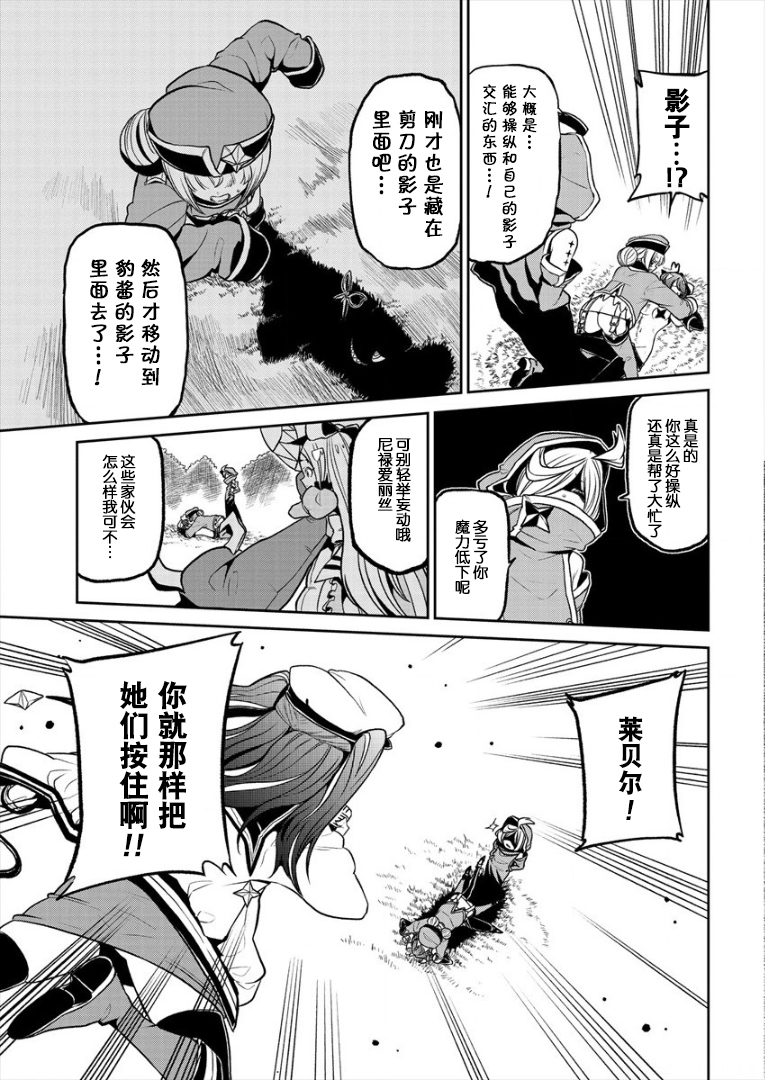 影子…
!?
大概是…
能够操纵和自己的影子
交汇的东西…!
刚才也是藏在
剪刀的影子
里面吧…
然后才移动到
豹酱的影子
里面去了…!
真是的
你这么好操纵
还真是帮了大忙了
多亏了你
魔力低下呢
可别轻举妄动哦
尼禄爱丽丝
这些家伙会
怎么样我可不…
莱贝尔!
你就那样把
她们按住啊!!